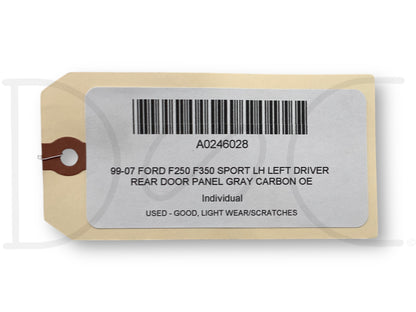 A0246028
99-07 FORD F250 F350 SPORT LH LEFT DRIVER
REAR DOOR PANEL GRAY CARBON OE
Individual
USED - GOOD, LIGHT WEAR/SCRATCHES